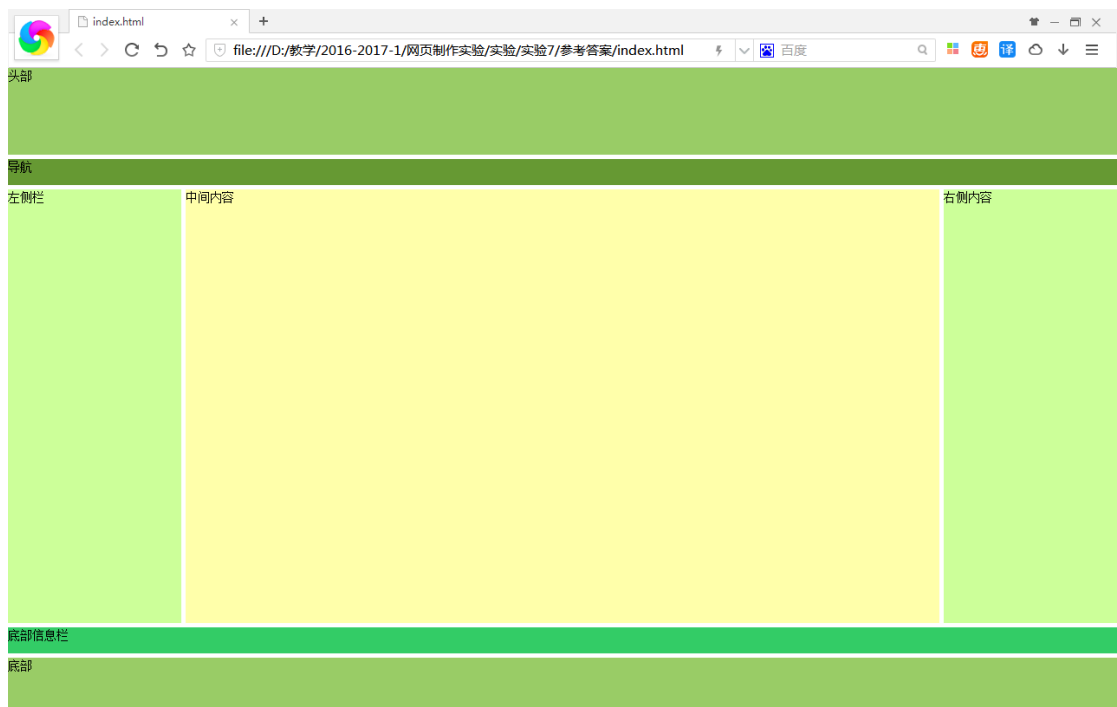 index.html
file:///D:/教学/2016-2017-1/网页制作实验/实验/实验7/参考答案/index.html
百度
惠
译
头部
导航
左侧栏
中间内容
右侧内容
底部信息栏
底部